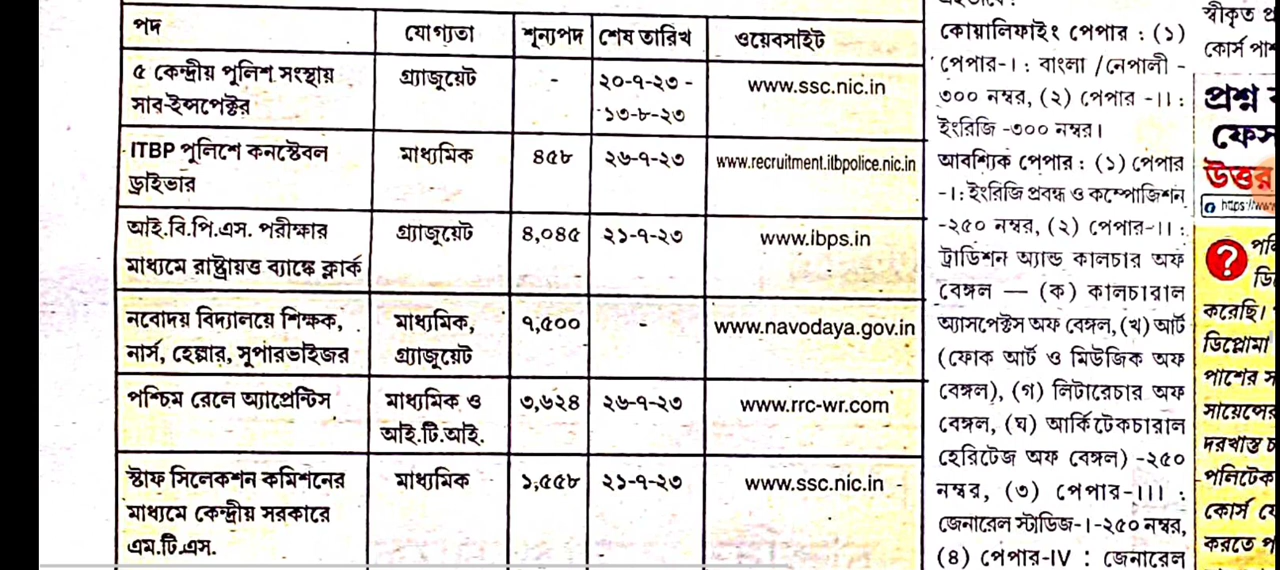 পদ
যোগ্যতা
শূন্যপদ
শেষ তারিখ
ওয়েবসাইট
৫ কেন্দ্রীয় পুলিশ সংস্থায়
সাব-ইন্সপেক্টর
গ্র্যাজুয়েট
-
২০-৭-২৩ -
১৩-৮-২৩
www.ssc.nic.in
ITBP পুলিশে কনস্টেবল
ড্রাইভার
মাধ্যমিক
৪৫৮
২৬-৭-২৩
www.recruitment.itbpolice.nic.in
আই.বি.পি.এস. পরীক্ষার
মাধ্যমে রাষ্ট্রায়ত্ত ব্যাঙ্কে ক্লার্ক
গ্র্যাজুয়েট
৪,০৪৫
২১-৭-২৩
www.ibps.in
নবোদয় বিদ্যালয়ে শিক্ষক,
নার্স, হেল্পার, সুপারভাইজর
মাধ্যমিক,
গ্র্যাজুয়েট
৭,৫০০
-
www.navodaya.gov.in
পশ্চিম রেলে অ্যাপ্রেন্টিস
মাধ্যমিক ও
আই.টি.আই.
৩,৬২৪
২৬-৭-২৩
www.rrc-wr.com
স্টাফ সিলেকশন কমিশনের
মাধ্যমে কেন্দ্রীয় সরকারে
এম.টি.এস.
মাধ্যমিক
১,৫৫৮
২১-৭-২৩
www.ssc.nic.in
কোয়ালিফাইং পেপার : (১)
পেপার-। : বাংলা /নেপালী -
৩০০ নম্বর, (২) পেপার -।। :
ইংরিজি -৩০০ নম্বর।
আবশ্যিক পেপার : (১) পেপার
-। : ইংরিজি প্রবন্ধ ও কম্পোজিশন
-২৫০ নম্বর, (২) পেপার-।। :
ট্রাডিশন অ্যান্ড কালচার অফ
বেঙ্গল — (ক) কালচারাল
অ্যাসপেক্টস অফ বেঙ্গল, (খ) আর্ট
(ফোক আর্ট ও মিউজিক অফ
বেঙ্গল), (গ) লিটারেচার অফ
বেঙ্গল, (ঘ) আর্কিটেকচারাল
হেরিটেজ অফ বেঙ্গল) -২৫০
নম্বর, (৩) পেপার-।।। :
জেনারেল স্টাডিজ-।-২৫০ নম্বর,
(৪) পেপার-IV : জেনারেল
স্বীকৃত
কোর্স
প্রশ্ন
উত্তর
https://www
?
করেছি।
ডিপ্লোমা
পাশের
দরখাস্ত
কোর্স
করতে